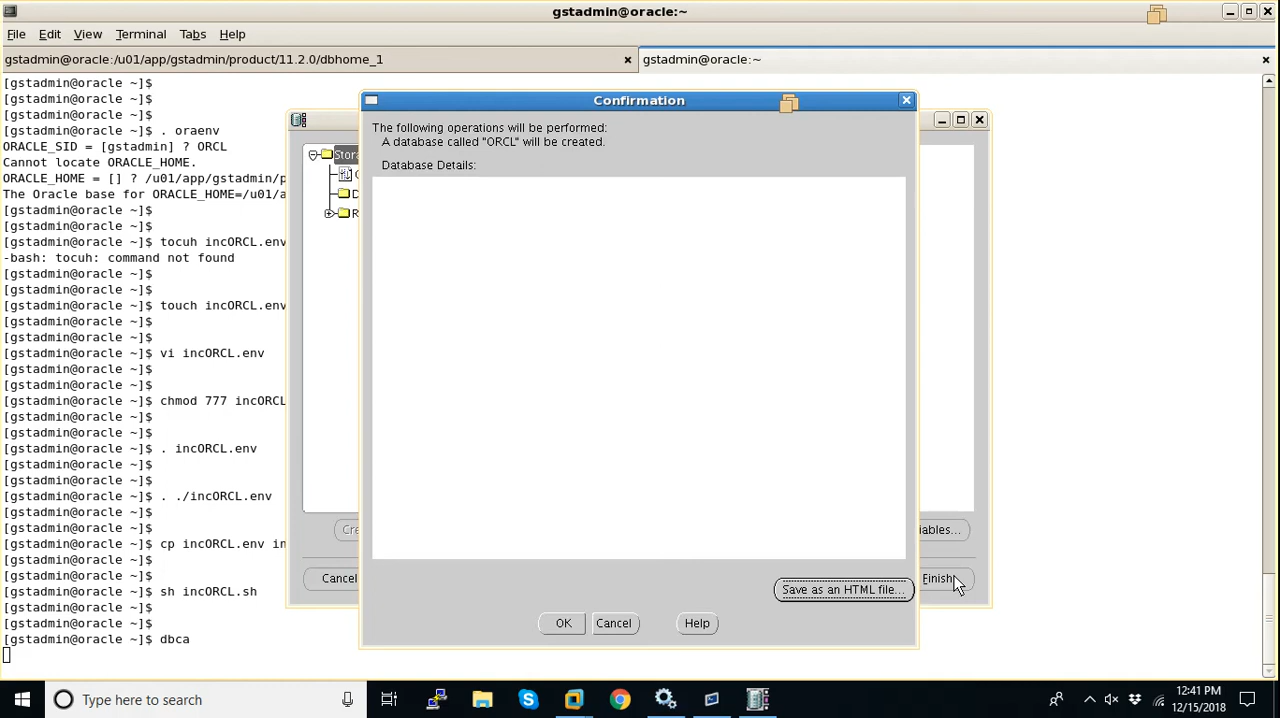 gstadmin@oracle:~
File Edit View Terminal Tabs Help
gstadmin@oracle:/u01/app/gstadmin/product/11.2.0/dbhome_1
gstadmin@oracle:~
[gstadmin@oracle ~]$
[gstadmin@oracle ~]$
[gstadmin@oracle ~]$
[gstadmin@oracle ~]$ . oraenv
ORACLE_SID = [gstadmin] ? ORCL
Cannot locate ORACLE_HOME.
ORACLE_HOME = [] ? /u01/app/gstadmin/p
The Oracle base for ORACLE_HOME=/u01/a
[gstadmin@oracle ~]$
[gstadmin@oracle ~]$
[gstadmin@oracle ~]$ tocuh incORCL.env
-bash: tocuh: command not found
[gstadmin@oracle ~]$
[gstadmin@oracle ~]$
[gstadmin@oracle ~]$ touch incORCL.env
[gstadmin@oracle ~]$
[gstadmin@oracle ~]$
[gstadmin@oracle ~]$ vi incORCL.env
[gstadmin@oracle ~]$
[gstadmin@oracle ~]$
[gstadmin@oracle ~]$ chmod 777 incORCL
[gstadmin@oracle ~]$
[gstadmin@oracle ~]$
[gstadmin@oracle ~]$ . incORCL.env
[gstadmin@oracle ~]$
[gstadmin@oracle ~]$
[gstadmin@oracle ~]$ . ./incORCL.env
[gstadmin@oracle ~]$
[gstadmin@oracle ~]$
[gstadmin@oracle ~]$ cp incORCL.env in
[gstadmin@oracle ~]$
[gstadmin@oracle ~]$
[gstadmin@oracle ~]$ sh incORCL.sh
[gstadmin@oracle ~]$
[gstadmin@oracle ~]$
[gstadmin@oracle ~]$ dbca
Stora
C
D
R
Cre
ables...
Cancel
Finish
Confirmation
The following operations will be performed:
A database called "ORCL" will be created.
Database Details:
Save as an HTML file...
OK Cancel Help
Type here to search
12:41 PM
12/15/2018